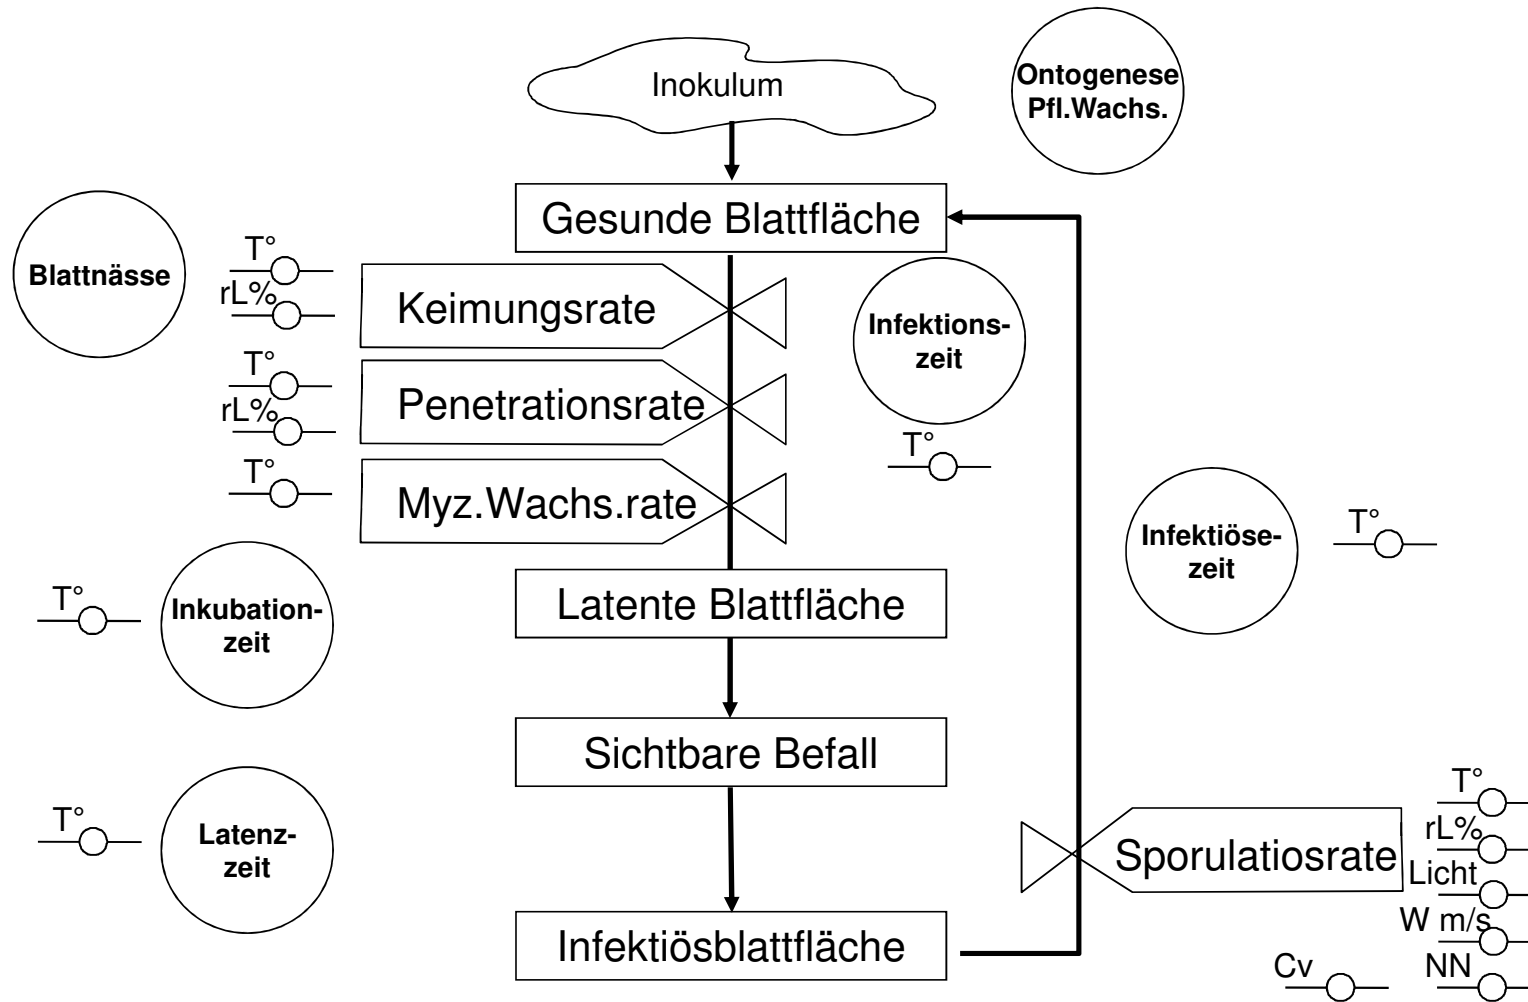 Inokulum
Ontogenese
Pfl.Wachs.
Gesunde Blattfläche
Blattnässe
T°
rL%
Keimungsrate
Infektions-
zeit
T°
rL%
Penetrationsrate
T°
T°
Myz.Wachs.rate
Infektiöse-
zeit
T°
T°
Inkubation-
zeit
Latente Blattfläche
Sichtbare Befall
T°
Latenz-
zeit
Sporulatiosrate
T°
rL%
Licht
W m/s
Cv
NN
Infektiösblattfläche